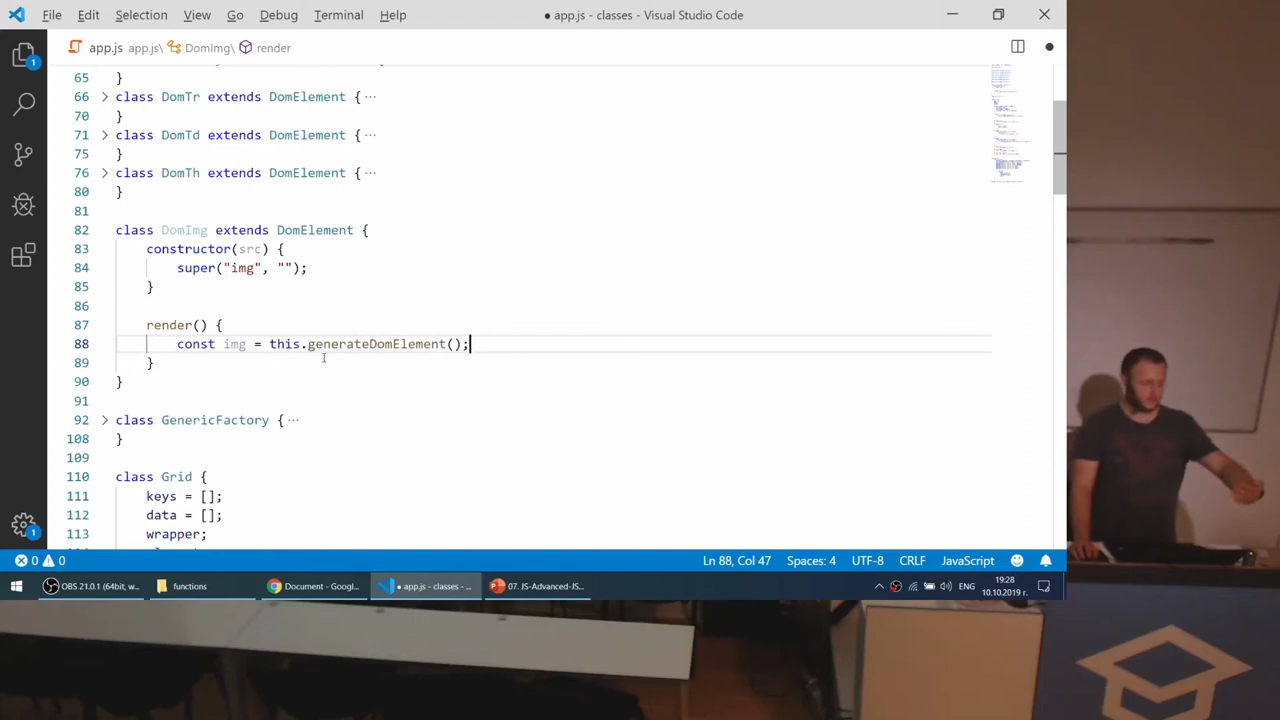 File Edit Selection View Go Debug Terminal Help
● app.js - classes - Visual Studio Code
app.js app.js\ DomImg\ render
65 }
66 class DomTr extends DomElement { ···
70
71 class DomTd extends DomElement { ···
75
76 class DomTh extends DomElement { ···
80 }
81
82 class DomImg extends DomElement {
83 constructor(src) {
84 super("img", "");
85 }
86
87 render() {
88 const img = this.generateDomElement();
89 }
90 }
91
92 class GenericFactory { ···
108 }
109
110 class Grid {
111 keys = [];
112 data = [];
113 wrapper;
1
1
0 0 Ln 88, Col 47 Spaces: 4 UTF-8 CRLF JavaScript
OBS 21.0.1 (64bit, w... functions Document - Googl... ● app.js - classes - ... 07. JS-Advanced-JS... ENG 19:28
10.10.2019 г.